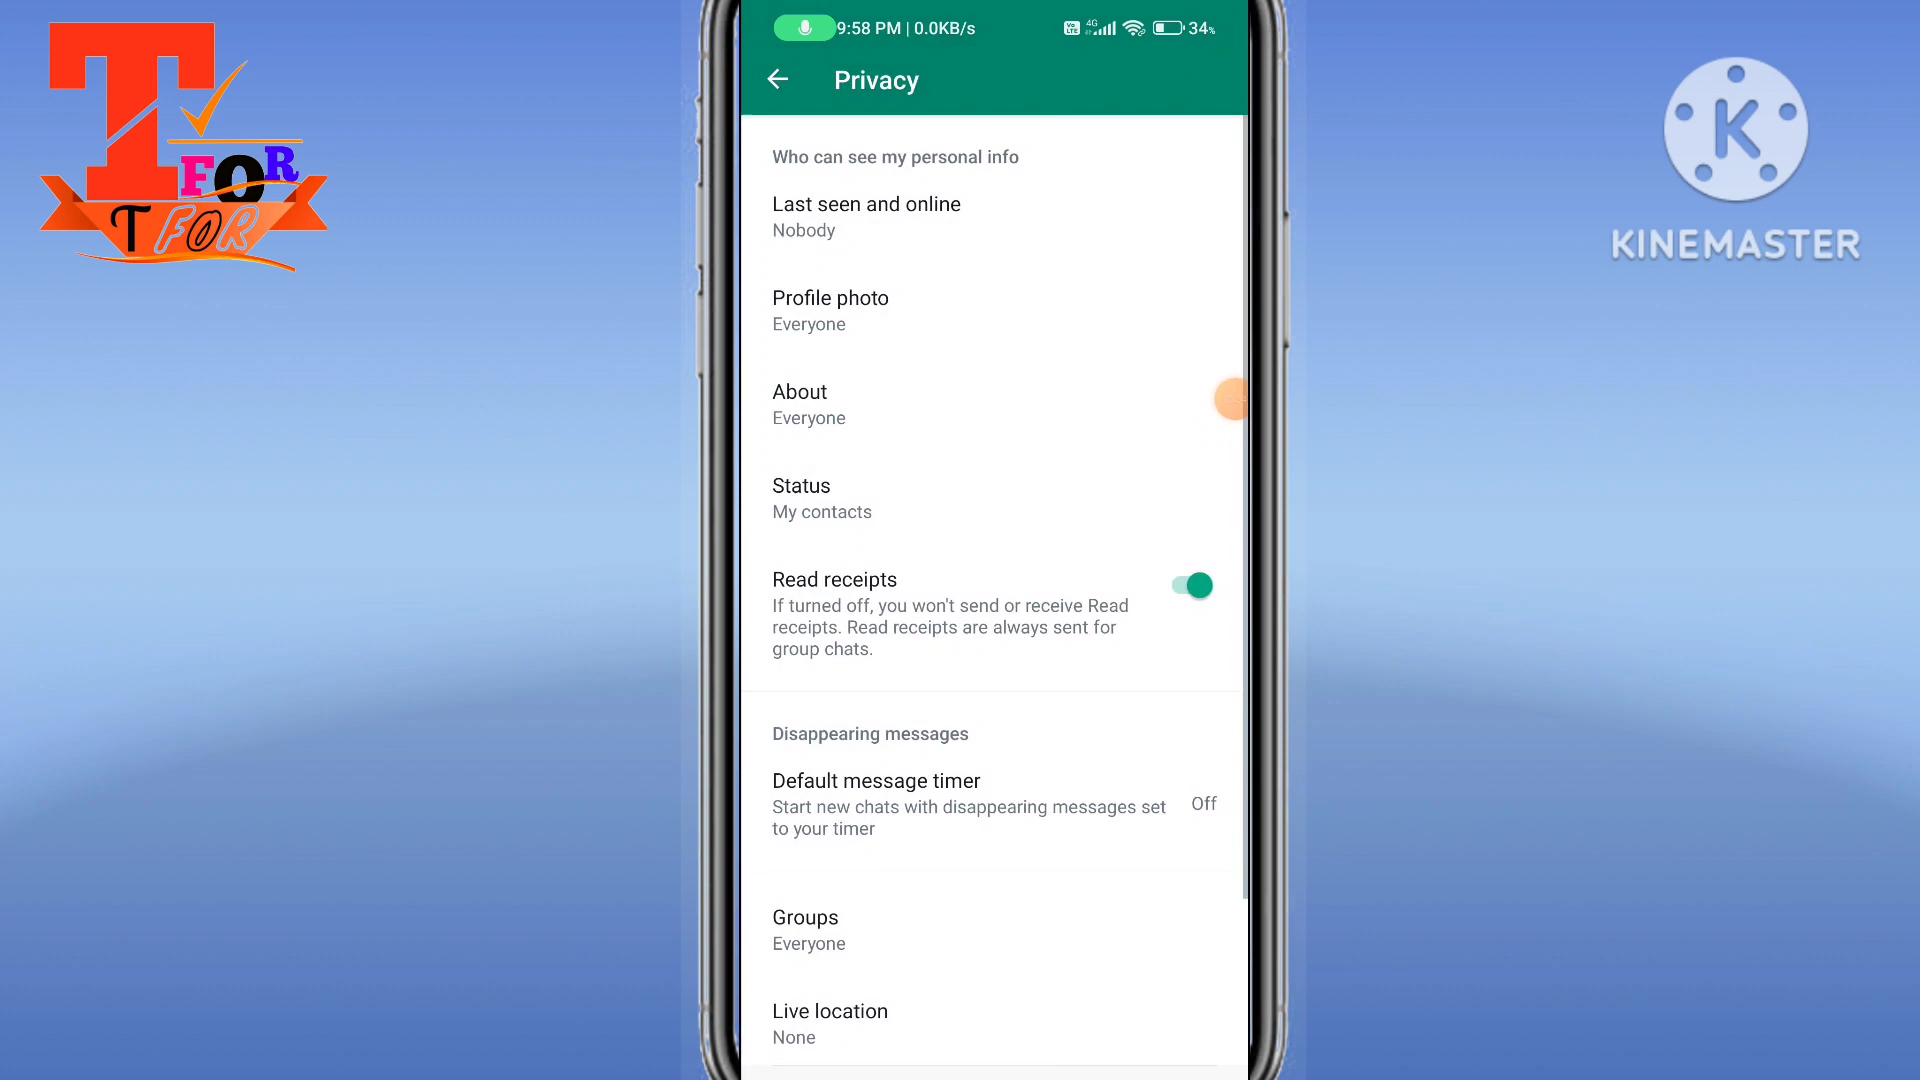 T
FOR
T FOR
K
KINEMASTER
9:58 PM | 0.0KB/s
Vo LTE
4G
34%
Privacy
Who can see my personal info
Last seen and online
Nobody
Profile photo
Everyone
About
Everyone
Status
My contacts
Read receipts
If turned off, you won't send or receive Read
receipts. Read receipts are always sent for
group chats.
Disappearing messages
Default message timer
Start new chats with disappearing messages set
to your timer
Off
Groups
Everyone
Live location
None